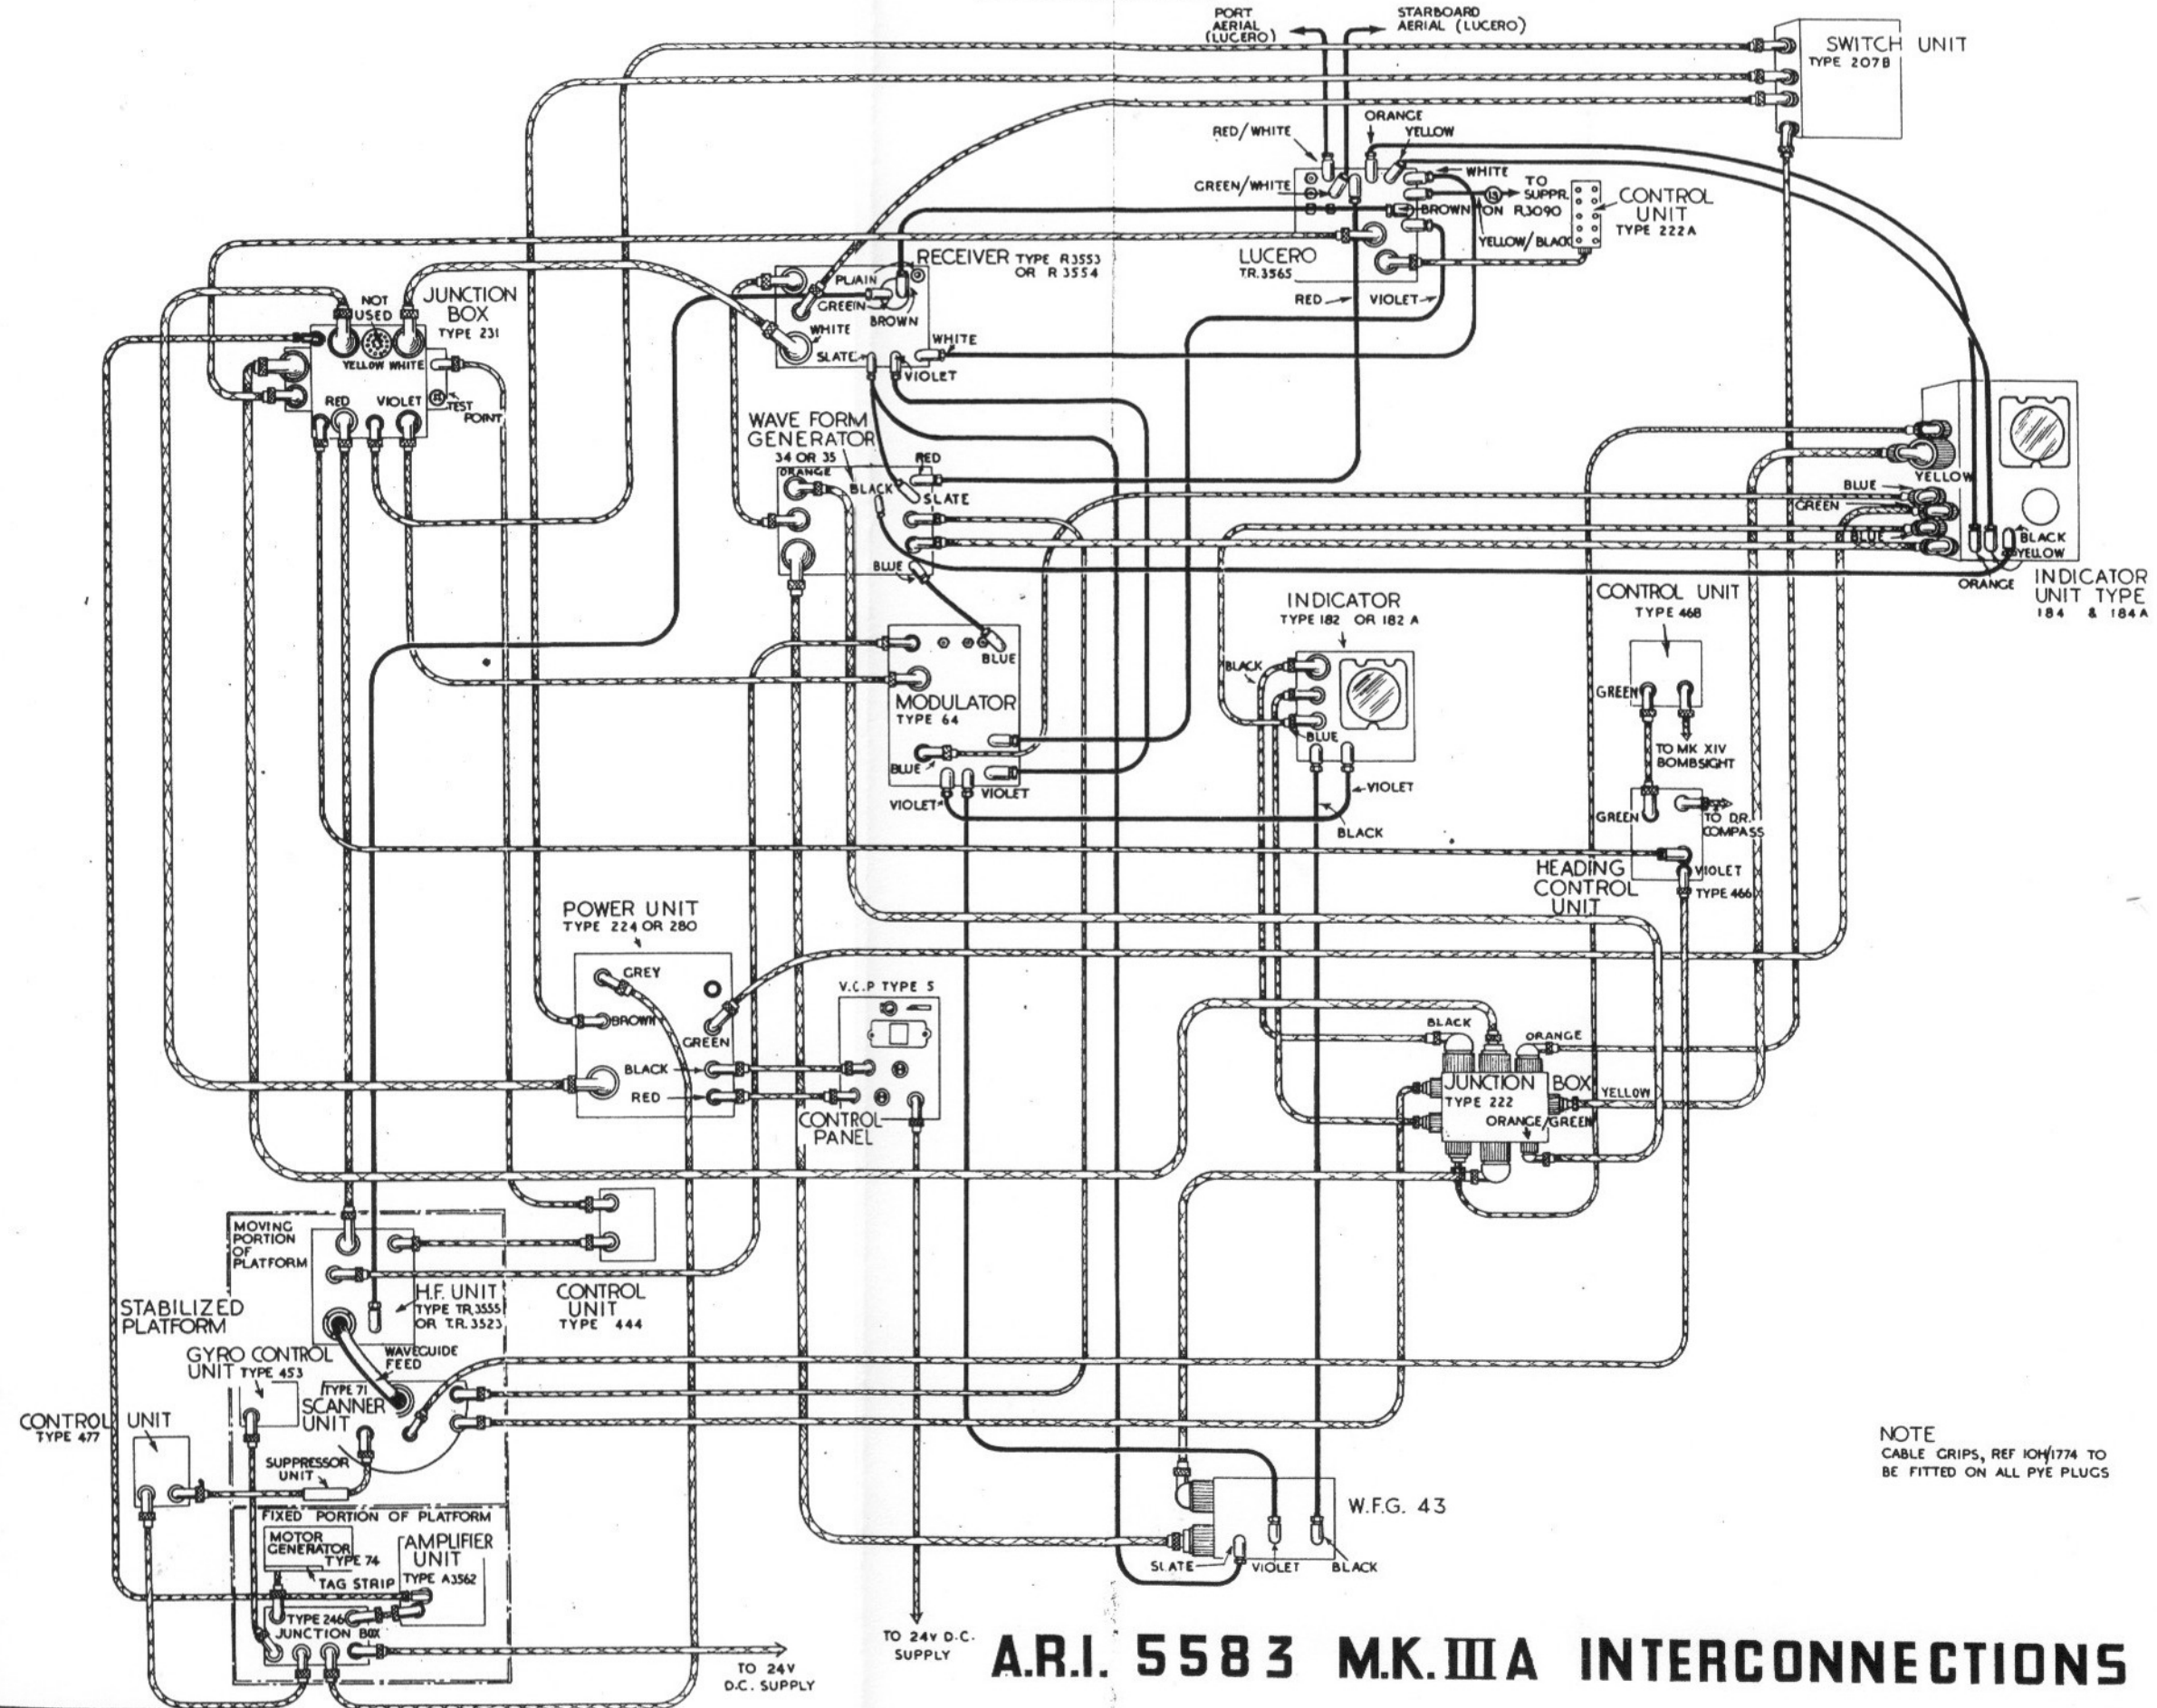 PORT
AERIAL
(LUCERO)
STARBOARD
AERIAL (LUCERO)
SWITCH UNIT
TYPE 207B
ORANGE
YELLOW
RED/WHITE
WHITE
GREEN/WHITE
TO
SUPPR.
BROWN
ON R3090
CONTROL
UNIT
TYPE 222A
YELLOW/BLACK
LUCERO
TR.3565
RED
VIOLET
RECEIVER TYPE R3553
OR R3554
PLAIN
GREEN
BROWN
WHITE
SLATE
WHITE
VIOLET
NOT
USED
JUNCTION
BOX
TYPE 231
YELLOW WHITE
RED
VIOLET
TEST
POINT
WAVE FORM
GENERATOR
34 OR 35
ORANGE
BLACK
RED
SLATE
BLUE
YELLOW
BLUE
GREEN
BLUE
BLACK
YELLOW
ORANGE
INDICATOR
UNIT TYPE
184 & 184A
BLUE
MODULATOR
TYPE 64
BLUE
VIOLET
VIOLET
INDICATOR
TYPE 182 OR 182 A
BLACK
BLUE
VIOLET
BLACK
CONTROL UNIT
TYPE 468
GREEN
TO MK XIV
BOMBSIGHT
GREEN
TO D.R.
COMPASS
VIOLET
TYPE 466
HEADING
CONTROL
UNIT
POWER UNIT
TYPE 224 OR 280
GREY
BROWN
GREEN
BLACK
RED
V.C.P TYPE 5
CONTROL
PANEL
BLACK
ORANGE
JUNCTION BOX
TYPE 222
YELLOW
ORANGE/GREEN
MOVING
PORTION
OF
PLATFORM
H.F. UNIT
TYPE TR.3555
OR T.R.3523
CONTROL
UNIT
TYPE 444
STABILIZED
PLATFORM
WAVEGUIDE
FEED
GYRO CONTROL
UNIT TYPE 453
TYPE 71
SCANNER
UNIT
CONTROL UNIT
TYPE 477
SUPPRESSOR
UNIT
FIXED PORTION OF PLATFORM
MOTOR
GENERATOR
TYPE 74
TAG STRIP
AMPLIFIER
UNIT
TYPE A3562
TYPE 246
JUNCTION BOX
TO 24V
D.C. SUPPLY
TO 24V D.C.
SUPPLY
W.F.G. 43
SLATE
VIOLET
BLACK
NOTE
CABLE GRIPS, REF 10H/1774 TO
BE FITTED ON ALL PYE PLUGS
A.R.I. 5583 M.K. III A INTERCONNECTIONS